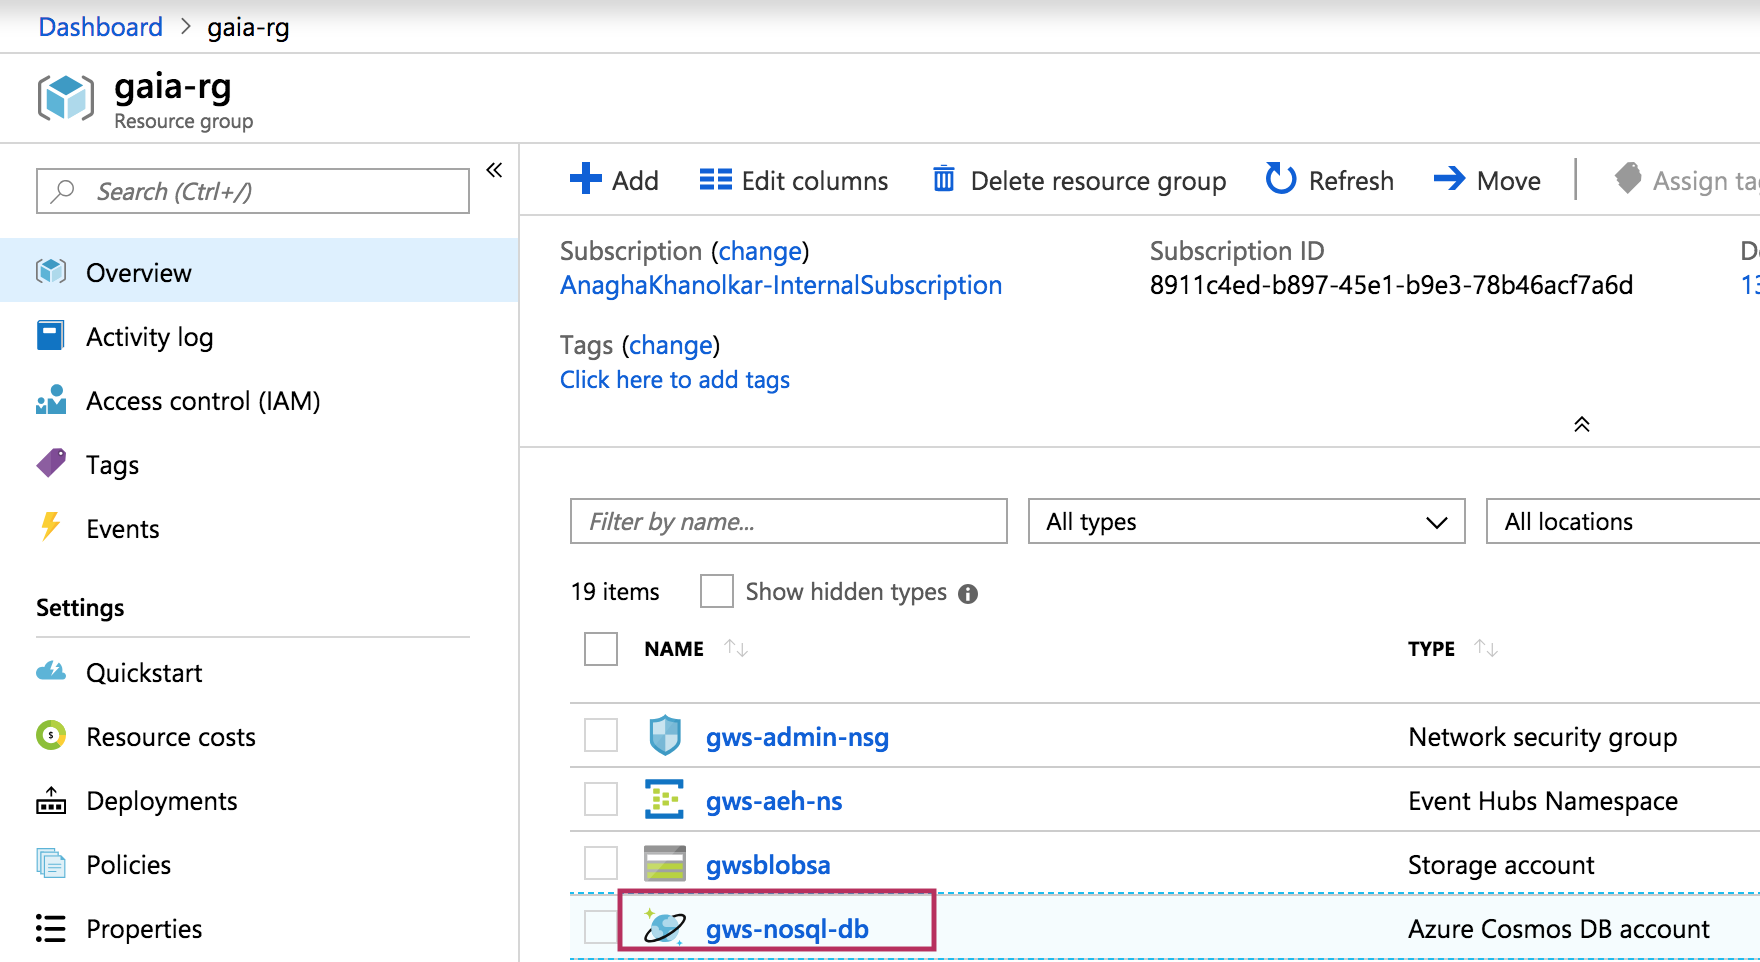 Dashboard > gaia-rg
gaia-rg
Resource group
Search (Ctrl+/)
«
Overview
Activity log
Access control (IAM)
Tags
Events
Settings
Quickstart
Resource costs
Deployments
Policies
Properties
Add Edit columns Delete resource group Refresh Move Assign
Subscription (change) Subscription ID
AnaghaKhanolkar-InternalSubscription 8911c4ed-b897-45e1-b9e3-78b46acf7a6d
Tags (change)
Click here to add tags
Filter by name... All types All locations
19 items Show hidden types
NAME TYPE
gws-admin-nsg Network security group
gws-aeh-ns Event Hubs Namespace
gwsblobsa Storage account
gws-nosql-db Azure Cosmos DB account